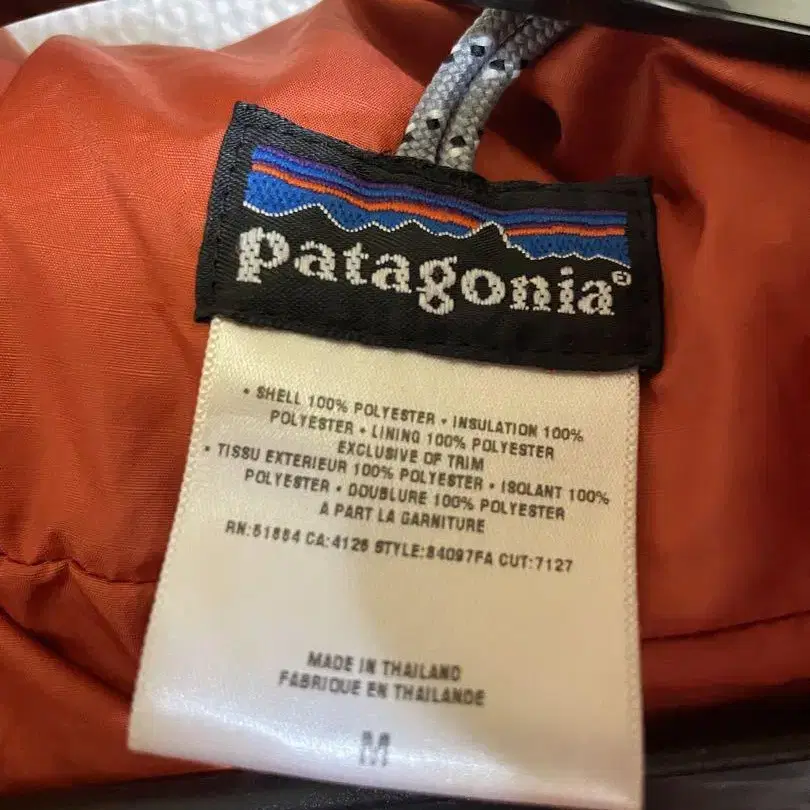 patagonia®
• SHELL 100% POLYESTER • INSULATION 100%
POLYESTER • LINING 100% POLYESTER
EXCLUSIVE OF TRIM
• TISSU EXTERIEUR 100% POLYESTER • ISOLANT 100%
POLYESTER • DOUBLURE 100% POLYESTER
A PART LA GARNITURE
RN:51884 CA:4126 STYLE:84097FA CUT:7127
MADE IN THAILAND
FABRIQUE EN THAILANDE
M